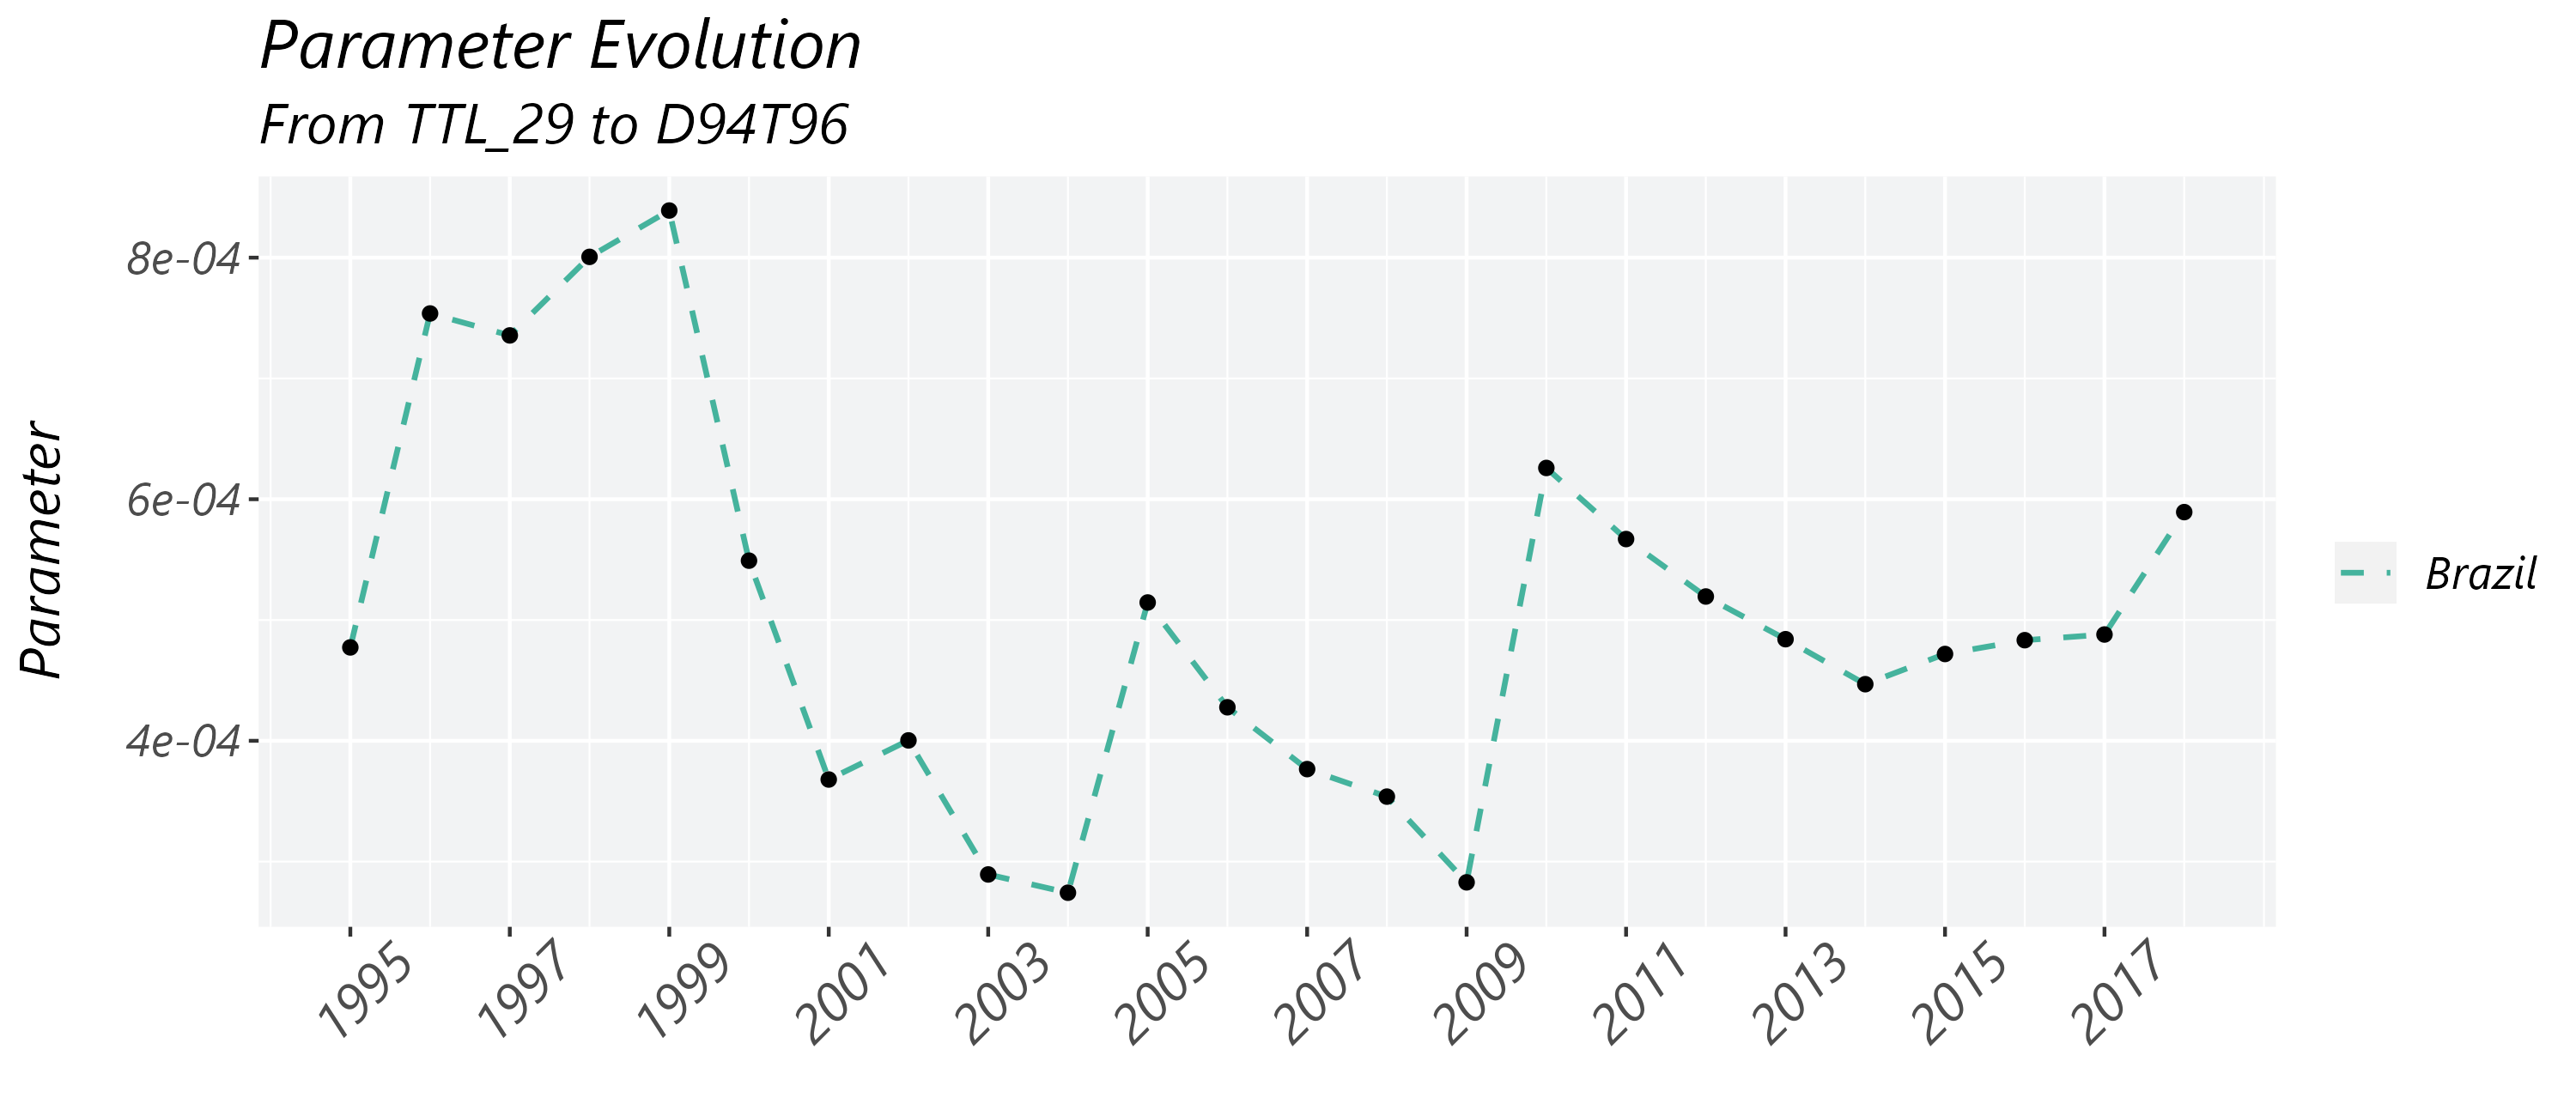 Parameter Evolution
From TTL_29 to D94T96
Parameter
8e-04
6e-04
4e-04
1995
1997
1999
2001
2003
2005
2007
2009
2011
2013
2015
2017
Brazil